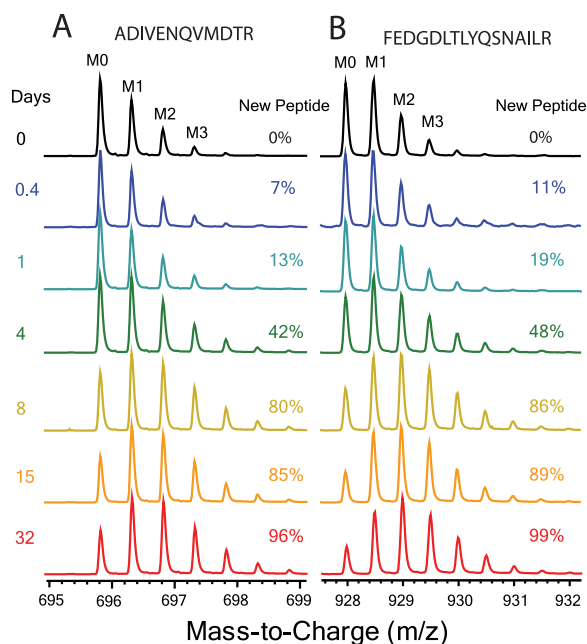 A ADIVENQVMDTR B FEDGDLTLYQSNAILR
Days M0 M1 M2 M3 New Peptide M0 M1 M2 M3 New Peptide
0 0% 0%
0.4 7% 11%
1 13% 19%
4 42% 48%
8 80% 86%
15 85% 89%
32 96% 99%
695 696 697 698 699 928 929 930 931 932
Mass-to-Charge (m/z)